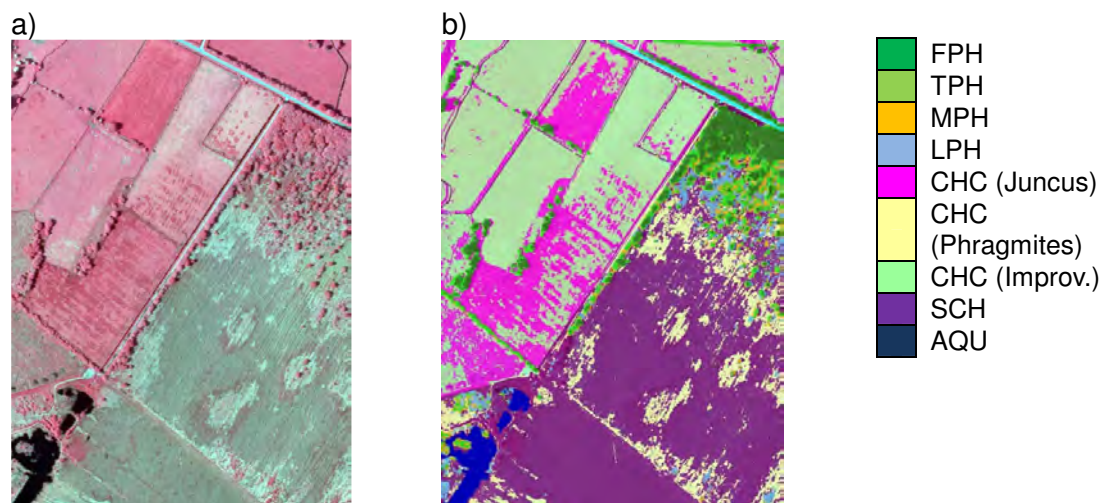 a)
b)
FPH
TPH
MPH
LPH
CHC (Juncus)
CHC
(Phragmites)
CHC (Improv.)
SCH
AQU